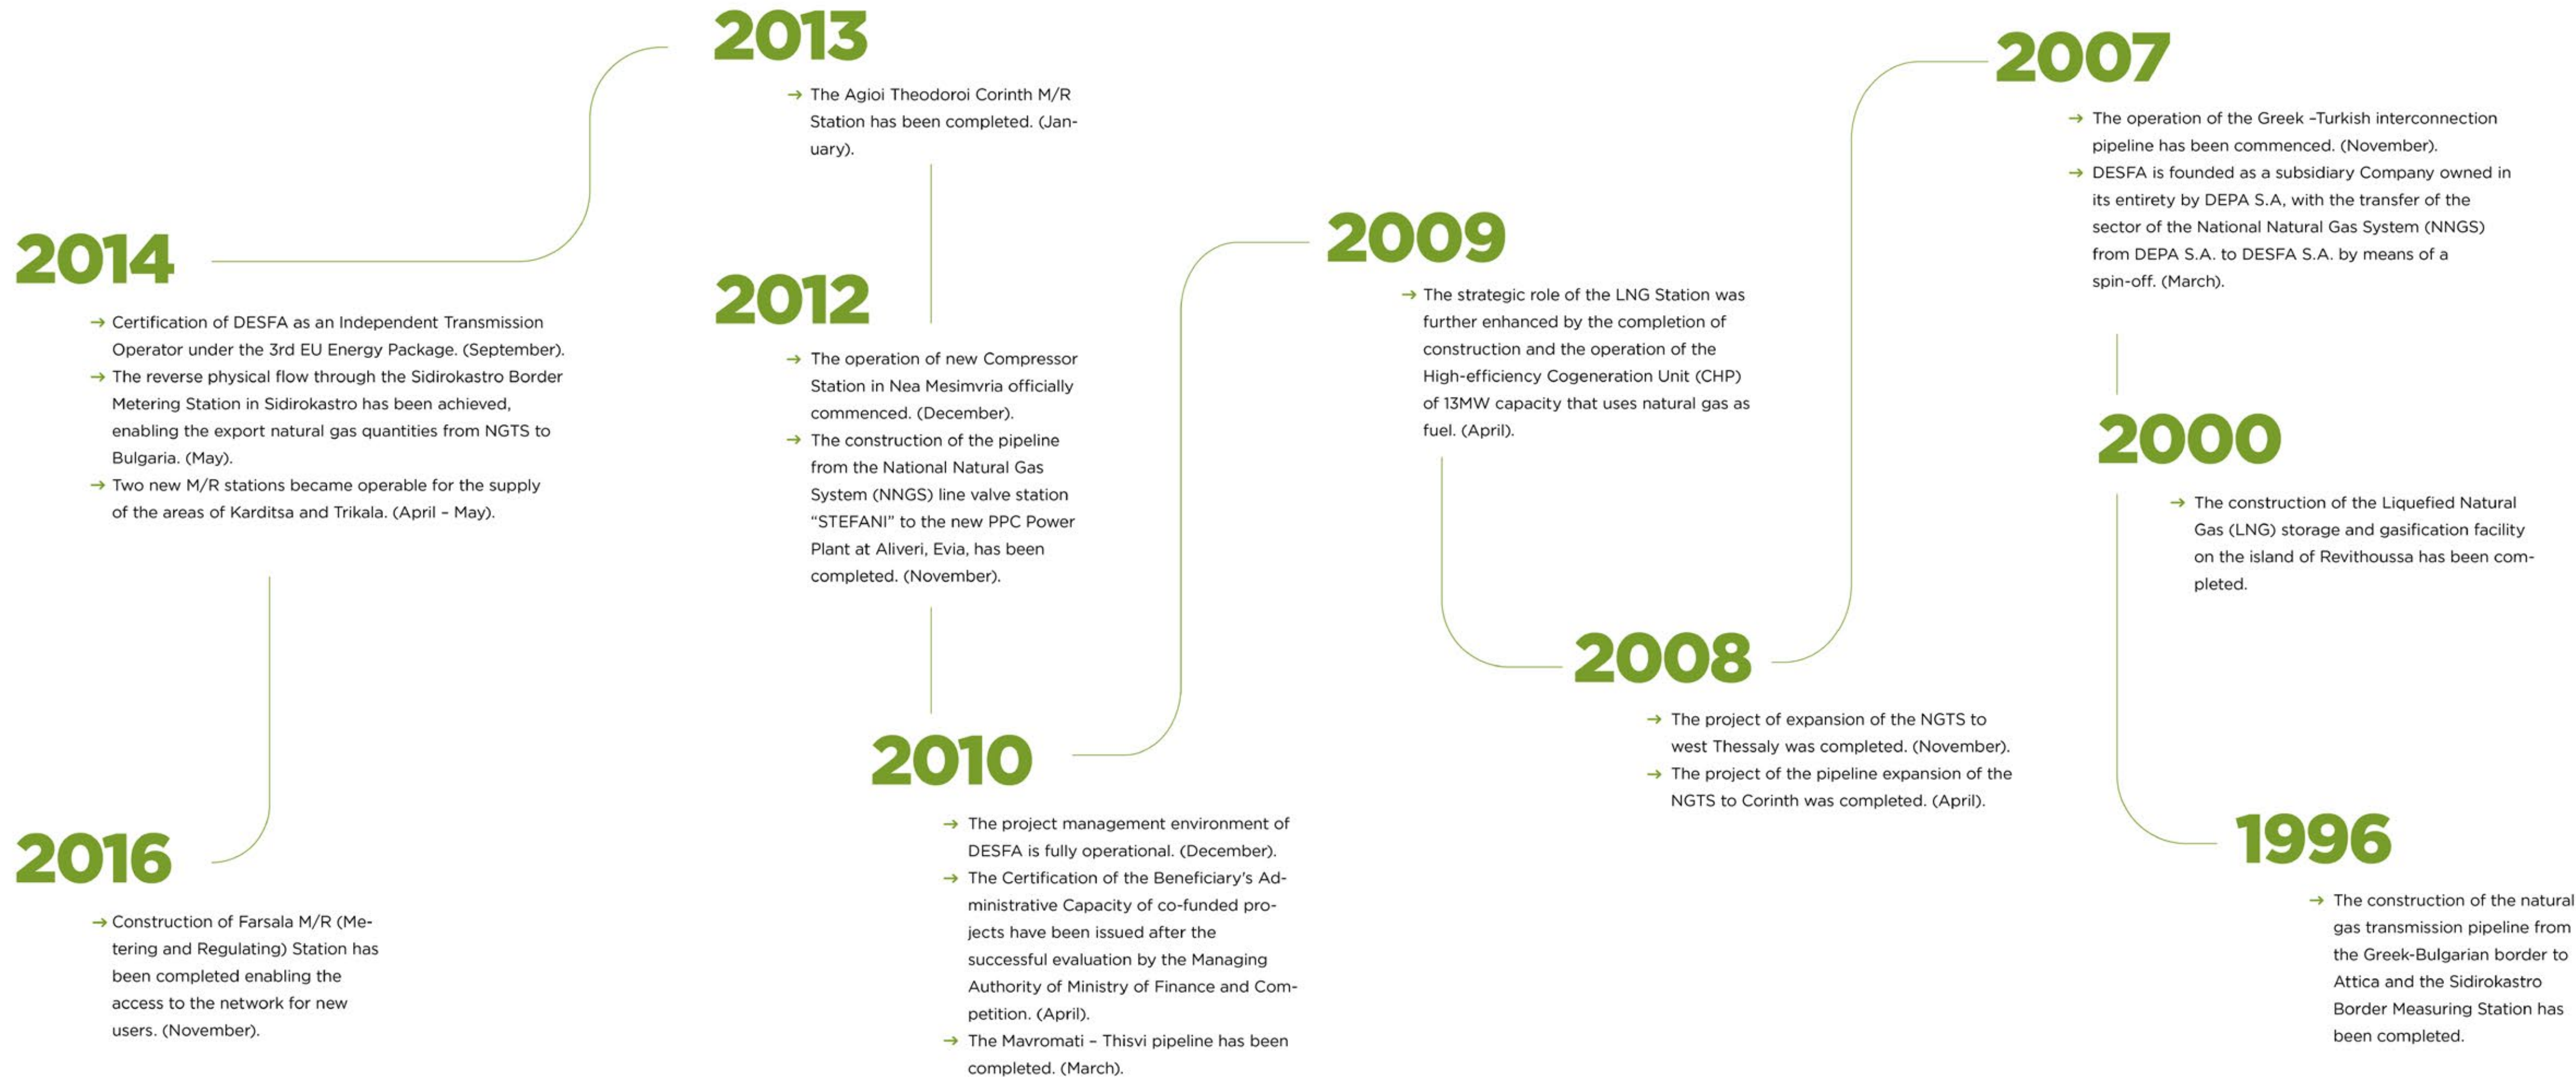 2013
→ The Agioi Theodoroi Corinth M/R
Station has been completed. (Jan-
uary).
2014
→ Certification of DESFA as an Independent Transmission
Operator under the 3rd EU Energy Package. (September).
→ The reverse physical flow through the Sidirokastro Border
Metering Station in Sidirokastro has been achieved,
enabling the export natural gas quantities from NGTS to
Bulgaria. (May).
→ Two new M/R stations became operable for the supply
of the areas of Karditsa and Trikala. (April – May).
2016
→ Construction of Farsala M/R (Me-
tering and Regulating) Station has
been completed enabling the
access to the network for new
users. (November).
2012
→ The operation of new Compressor
Station in Nea Mesimvria officially
commenced. (December).
→ The construction of the pipeline
from the National Natural Gas
System (NNGS) line valve station
“STEFANI” to the new PPC Power
Plant at Aliveri, Evia, has been
completed. (November).
2010
→ The project management environment of
DESFA is fully operational. (December).
→ The Certification of the Beneficiary’s Ad-
ministrative Capacity of co-funded pro-
jects have been issued after the
successful evaluation by the Managing
Authority of Ministry of Finance and Com-
petition. (April).
→ The Mavromati – Thisvi pipeline has been
completed. (March).
2009
→ The strategic role of the LNG Station was
further enhanced by the completion of
construction and the operation of the
High-efficiency Cogeneration Unit (CHP)
of 13MW capacity that uses natural gas as
fuel. (April).
2008
→ The project of expansion of the NGTS to
west Thessaly was completed. (November).
→ The project of the pipeline expansion of the
NGTS to Corinth was completed. (April).
2007
→ The operation of the Greek –Turkish interconnection
pipeline has been commenced. (November).
→ DESFA is founded as a subsidiary Company owned in
its entirety by DEPA S.A, with the transfer of the
sector of the National Natural Gas System (NNGS)
from DEPA S.A. to DESFA S.A. by means of a
spin-off. (March).
2000
→ The construction of the Liquefied Natural
Gas (LNG) storage and gasification facility
on the island of Revithoussa has been com-
pleted.
1996
→ The construction of the natural
gas transmission pipeline from
the Greek-Bulgarian border to
Attica and the Sidirokastro
Border Measuring Station has
been completed.